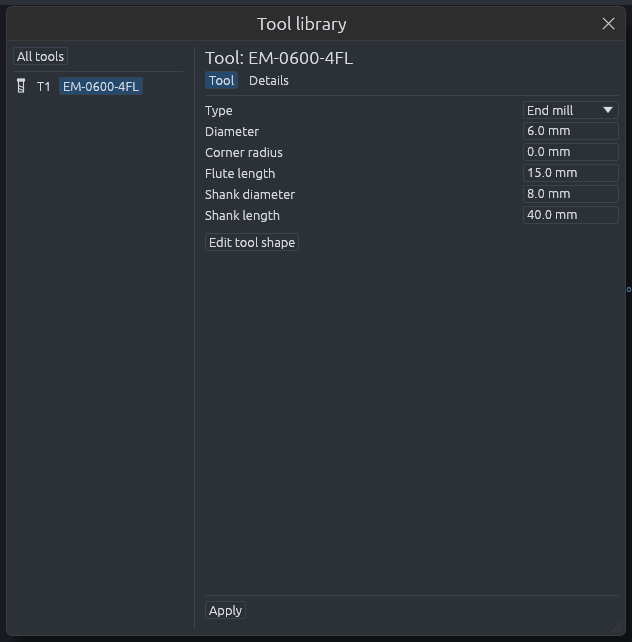 Tool library
All tools
T1 EM-0600-4FL
Tool: EM-0600-4FL
Tool Details
Type End mill
Diameter 6.0 mm
Corner radius 0.0 mm
Flute length 15.0 mm
Shank diameter 8.0 mm
Shank length 40.0 mm
Edit tool shape
Apply